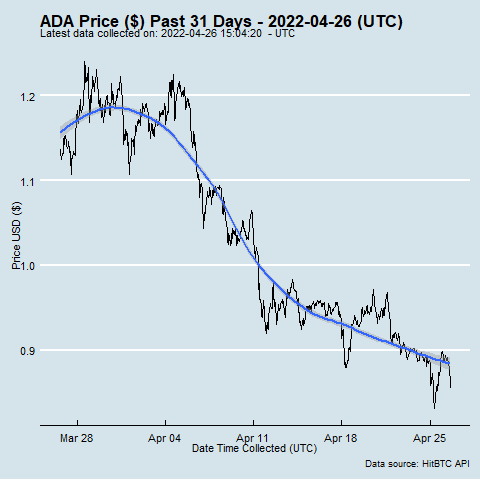 ADA Price ($) Past 31 Days - 2022-04-26 (UTC)
Latest data collected on: 2022-04-26 15:04:20 - UTC
1.2
1.1
1.0
0.9
Price USD ($)
Mar 28 Apr 04 Apr 11 Apr 18 Apr 25
Date Time Collected (UTC)
Data source: HitBTC API